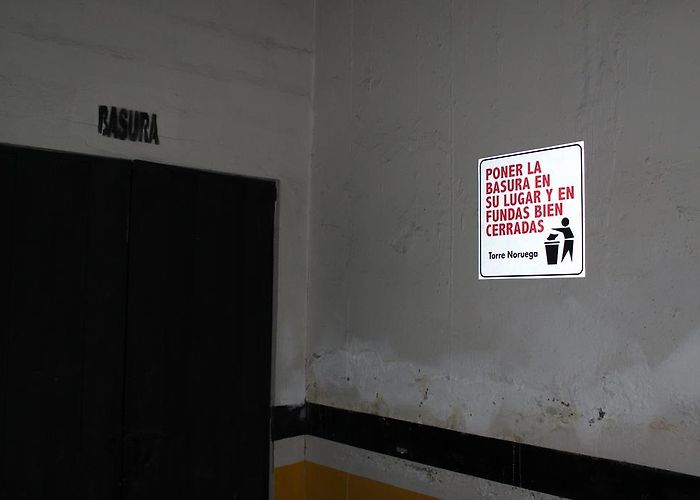 BASURA
PONER LA
BASURA EN
SU LUGAR Y EN
FUNDAS BIEN
CERRADAS
Torre Noruega